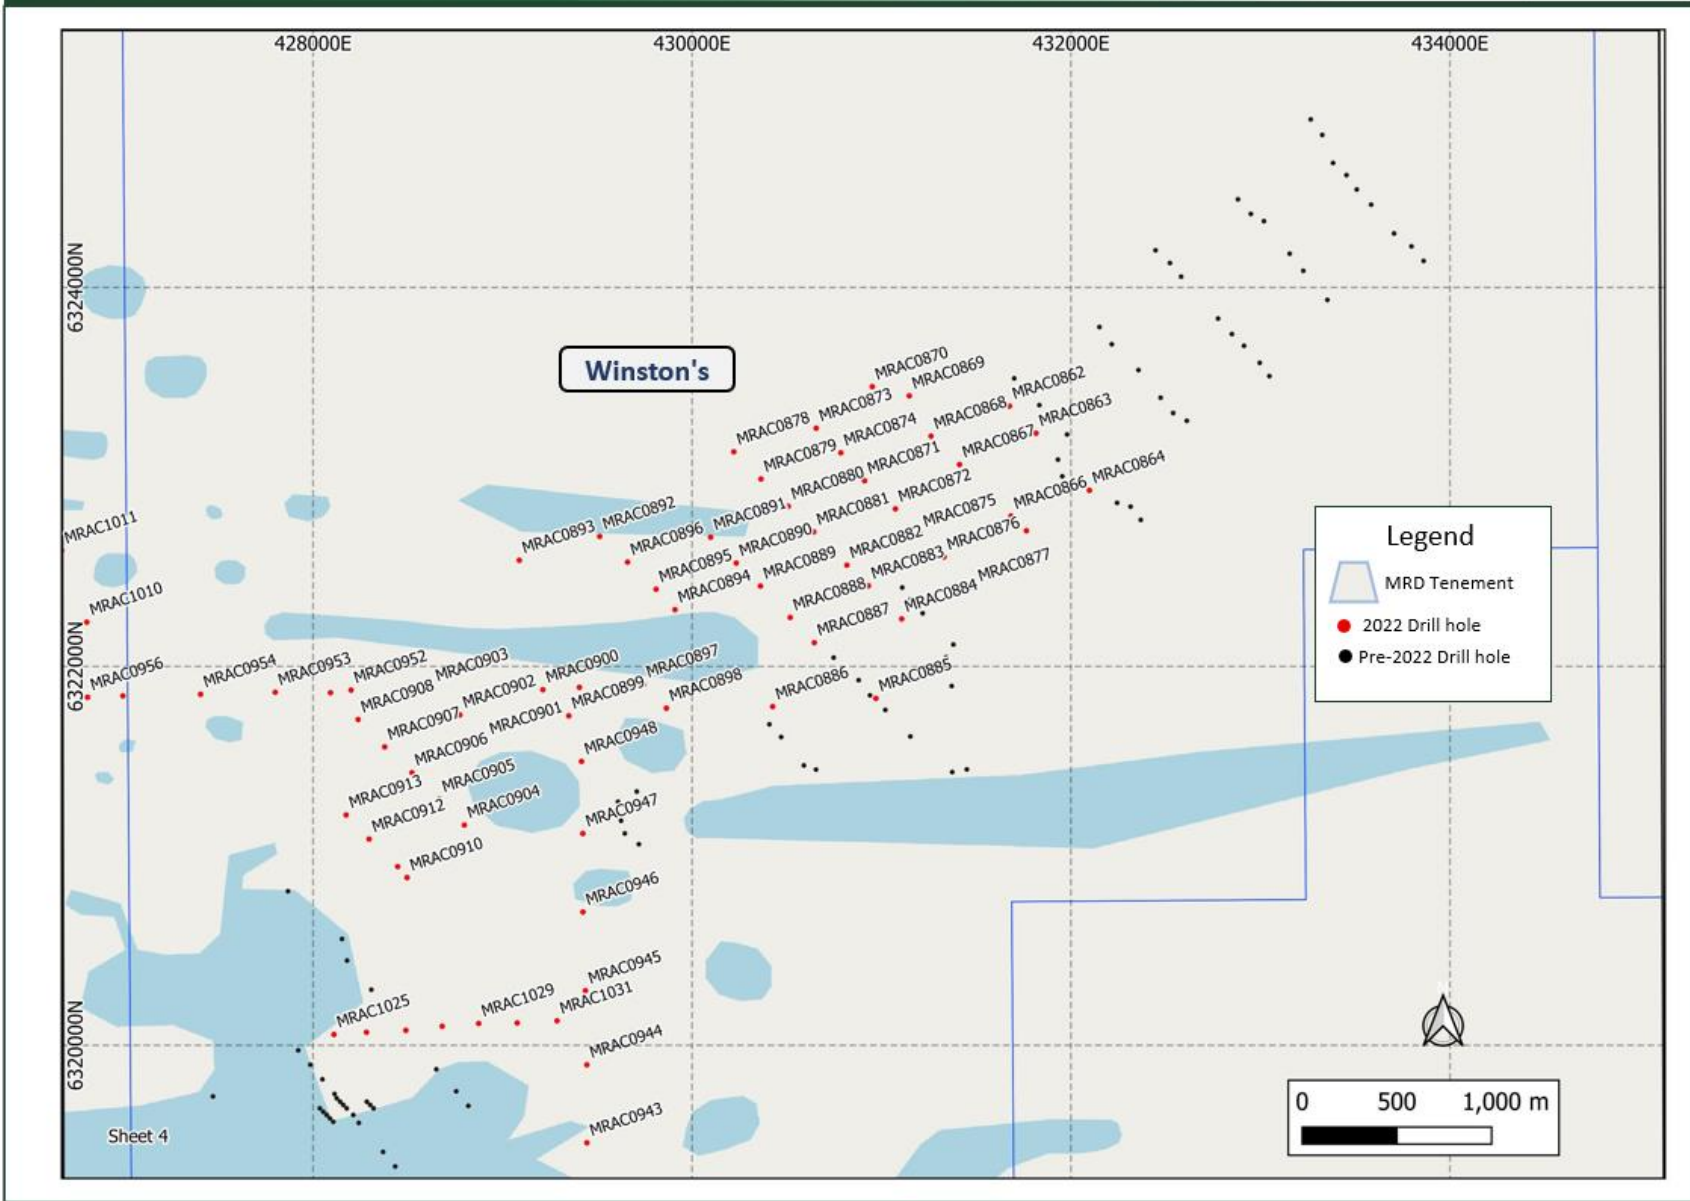 428000E
430000E
432000E
434000E
6324000N
6322000N
6320000N
Winston's
MRAC0870
MRAC0869
MRAC0862
MRAC0873
MRAC0868
MRAC0863
MRAC0878
MRAC0874
MRAC0867
MRAC0879
MRAC0871
MRAC0864
MRAC0880
MRAC0872
MRAC0866
MRAC0892
MRAC0891
MRAC0881
MRAC0875
MRAC1011
MRAC0893
MRAC0896
MRAC0890
MRAC0882
MRAC0876
MRAC0895
MRAC0889
MRAC0883
MRAC0877
MRAC1010
MRAC0894
MRAC0888
MRAC0884
MRAC0887
MRAC0956
MRAC0954
MRAC0953
MRAC0952
MRAC0903
MRAC0900
MRAC0897
MRAC0886
MRAC0885
MRAC0908
MRAC0902
MRAC0899
MRAC0898
MRAC0907
MRAC0901
MRAC0906
MRAC0948
MRAC0913
MRAC0905
MRAC0912
MRAC0904
MRAC0947
MRAC0910
MRAC0946
MRAC0945
MRAC1025
MRAC1029
MRAC1031
MRAC0944
MRAC0943
Sheet 4
Legend
MRD Tenement
2022 Drill hole
Pre-2022 Drill hole
0 500 1,000 m